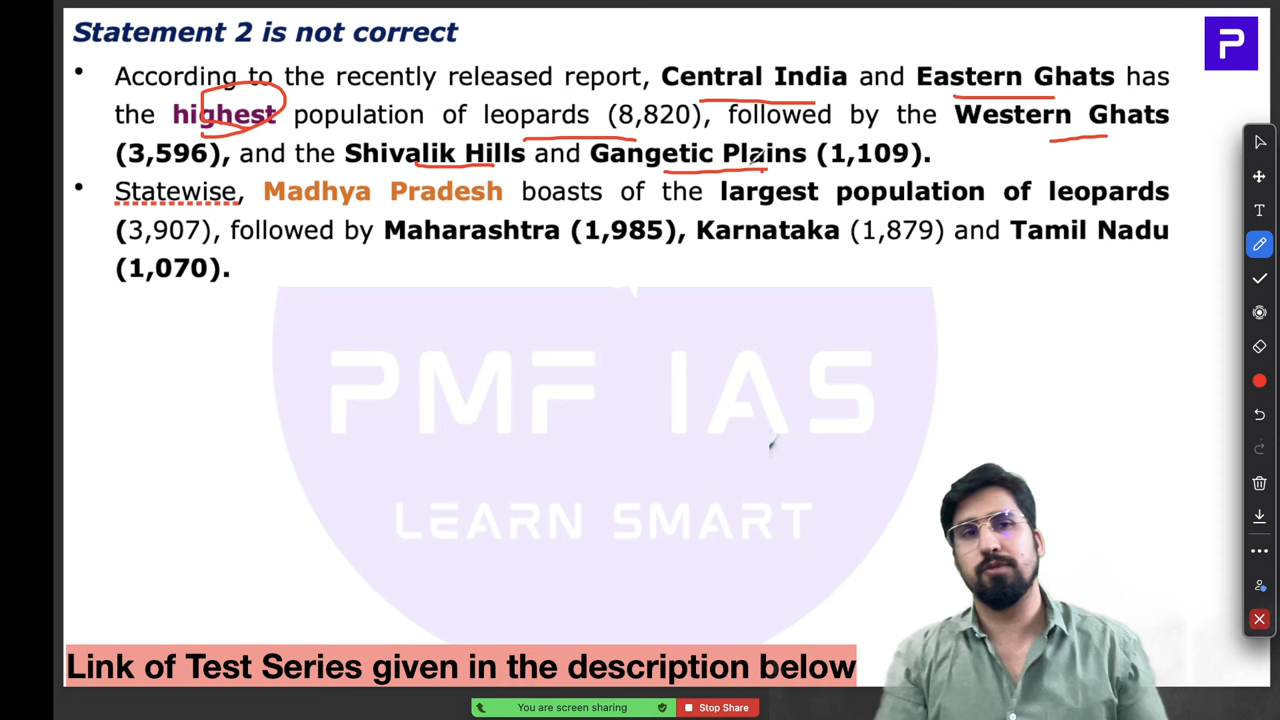 Statement 2 is not correct
• According to the recently released report, Central India and Eastern Ghats has
the highest population of leopards (8,820), followed by the Western Ghats
(3,596), and the Shivalik Hills and Gangetic Plains (1,109).
• Statewise, Madhya Pradesh boasts of the largest population of leopards
(3,907), followed by Maharashtra (1,985), Karnataka (1,879) and Tamil Nadu
(1,070).
PMF IAS
LEARN SMART
Link of Test Series given in the description below
You are screen sharing
Stop Share
P
T